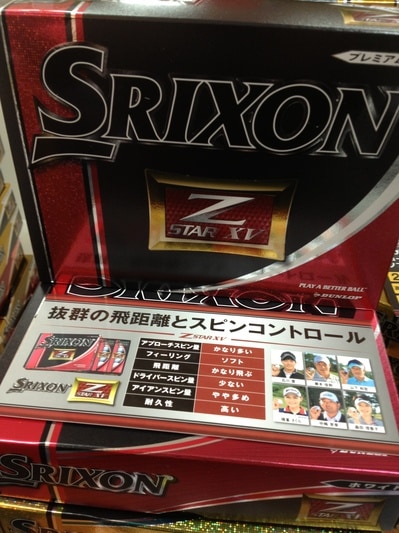 プレミアム
SRIXON
Z
STAR XV
PLAY A BETTER BALL
DUNLOP
SRIXON
抜群の飛距離とスピンコントロール
Z STAR XV
アプローチスピン量 かなり多い
フィーリング ソフト
飛距離 かなり飛ぶ
ドライバースピン量 少ない
アイアンスピン量 やや多め
耐久性 高い
SRIXON
Z
STAR XV
DUNLOP
SRIXON
ホワイ
Z